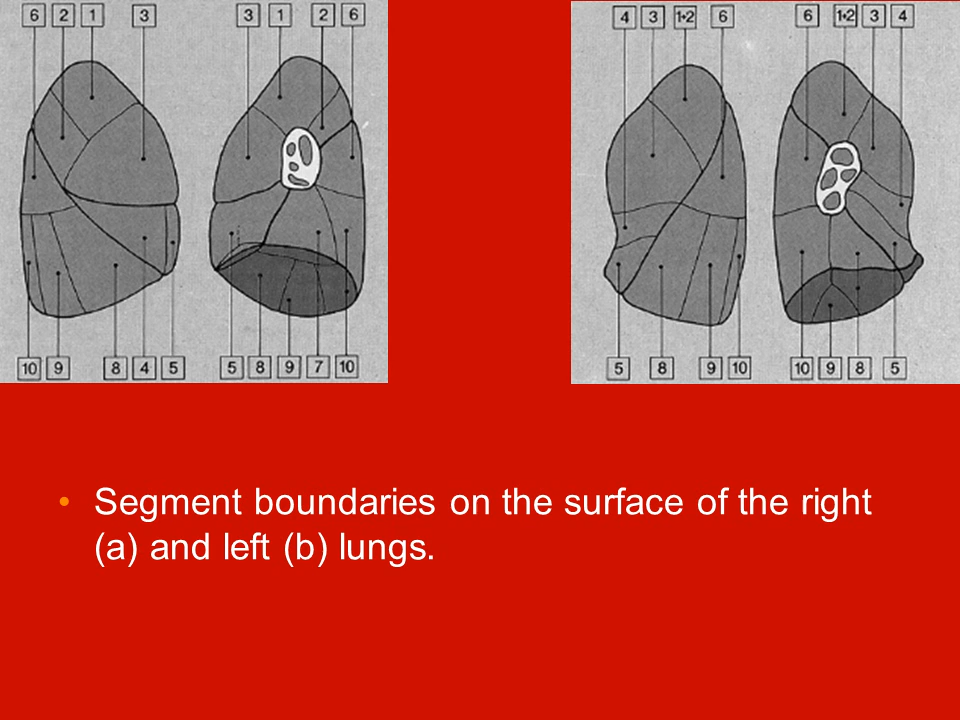 6 2 1 3 3 1 2 6
10 9 8 4 5 5 8 9 7 10
4 3 1•2 6 6 1•2 3 4
5 8 9 10 10 9 8 5
• Segment boundaries on the surface of the right
(a) and left (b) lungs.